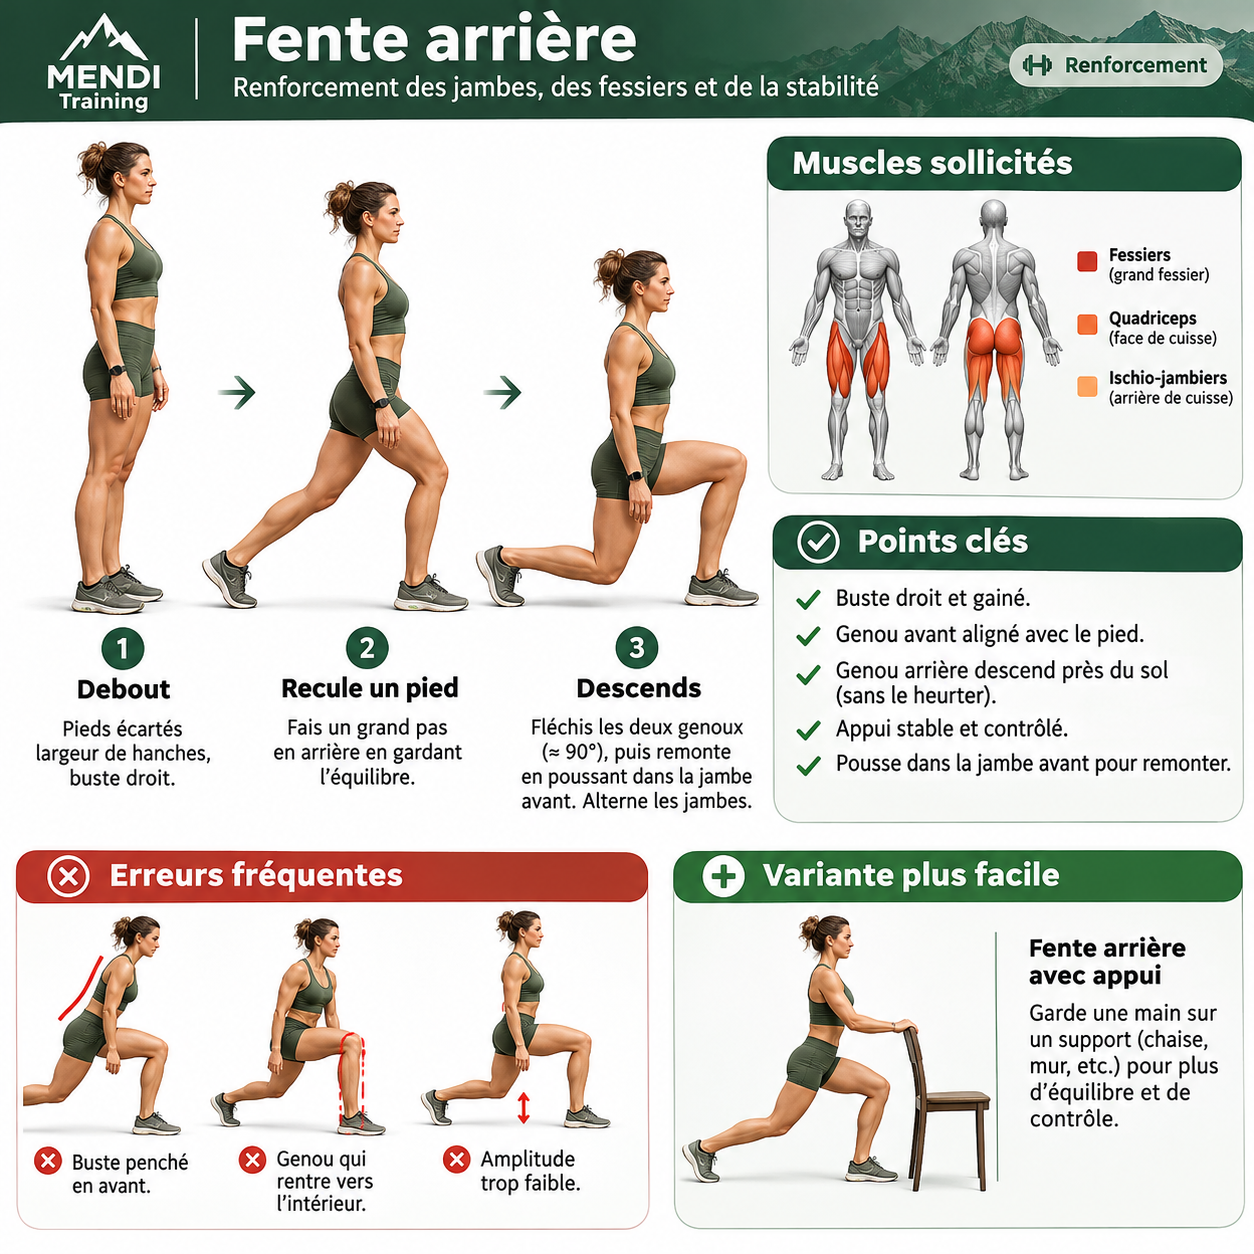 MENDI
Training
Fente arrière
Renforcement des jambes, des fessiers et de la stabilité
Renforcement
1
Debout
Pieds écartés
largeur de hanches,
buste droit.
2
Recule un pied
Fais un grand pas
en arrière en gardant
l'équilibre.
3
Descends
Fléchis les deux genoux
(≈ 90°), puis remonte
en poussant dans la jambe
avant. Alterne les jambes.
Muscles sollicités
Fessiers
(grand fessier)
Quadriceps
(face de cuisse)
Ischio-jambiers
(arrière de cuisse)
Points clés
Buste droit et gainé.
Genou avant aligné avec le pied.
Genou arrière descend près du sol
(sans le heurter).
Appui stable et contrôlé.
Pousse dans la jambe avant pour remonter.
Erreurs fréquentes
Buste penché
en avant.
Genou qui
rentre vers
l'intérieur.
Amplitude
trop faible.
Variante plus facile
Fente arrière
avec appui
Garde une main sur
un support (chaise,
mur, etc.) pour plus
d'équilibre et de
contrôle.